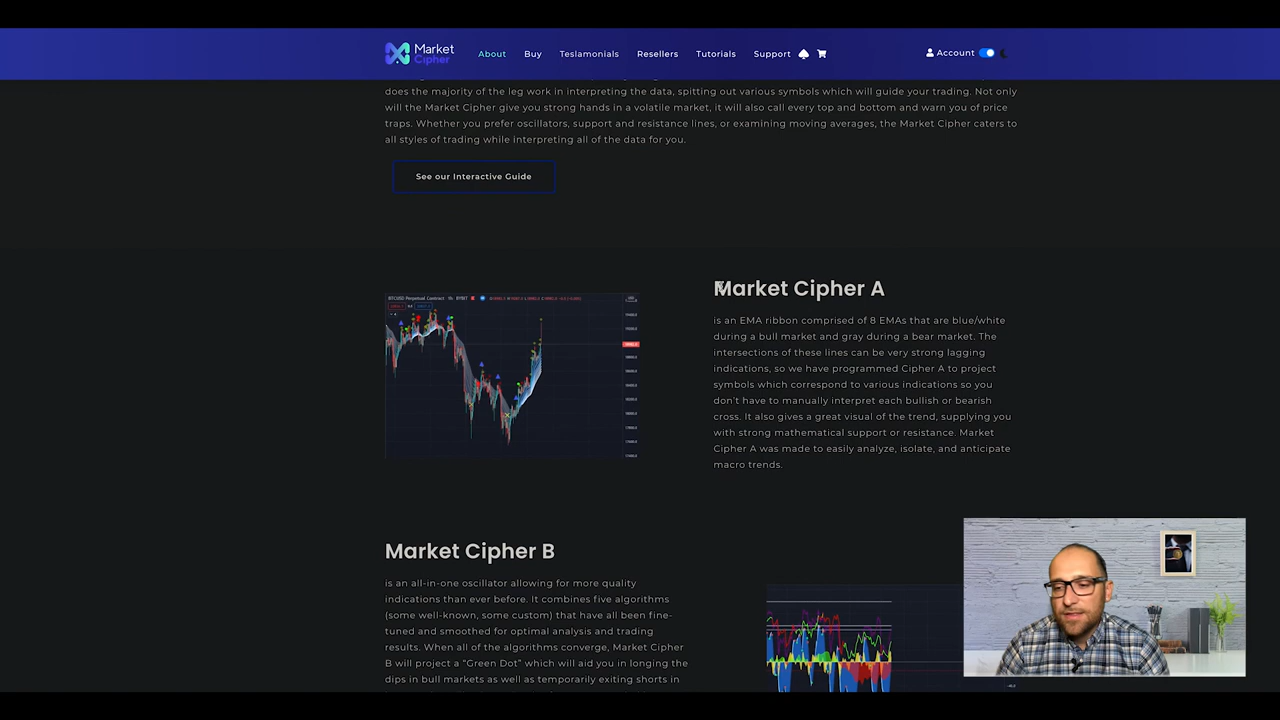 Market
Cipher
About
Buy
Teslamonials
Resellers
Tutorials
Support
Account
does the majority of the leg work in interpreting the data, spitting out various symbols which will guide your trading. Not only
will the Market Cipher give you strong hands in a volatile market, it will also call every top and bottom and warn you of price
traps. Whether you prefer oscillators, support and resistance lines, or examining moving averages, the Market Cipher caters to
all styles of trading while interpreting all of the data for you.
See our Interactive Guide
Market Cipher A
is an EMA ribbon comprised of 8 EMAs that are blue/white
during a bull market and gray during a bear market. The
intersections of these lines can be very strong lagging
indications, so we have programmed Cipher A to project
symbols which correspond to various indications so you
don't have to manually interpret each bullish or bearish
cross. It also gives a great visual of the trend, supplying you
with strong mathematical support or resistance. Market
Cipher A was made to easily analyze, isolate, and anticipate
macro trends.
Market Cipher B
is an all-in-one oscillator allowing for more quality
indications than ever before. It combines five algorithms
(some well-known, some custom) that have all been fine-
tuned and smoothed for optimal analysis and trading
results. When all of the algorithms converge, Market Cipher
B will project a "Green Dot" which will aid you in longing the
dips in bull markets as well as temporarily exiting shorts in